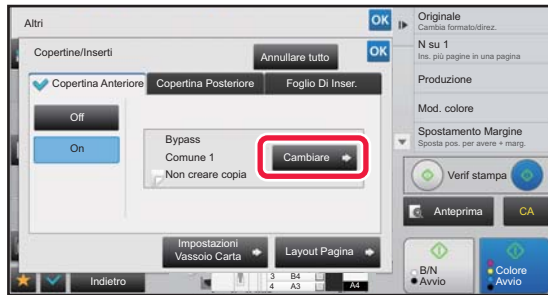 Altri
OK
Copertine/Inserti
Annullare tutto
OK
Copertina Anteriore
Copertina Posteriore
Foglio Di Inser.
Off
On
Bypass
Comune 1
Non creare copia
Cambiare
Impostazioni
Vassoio Carta
Layout Pagina
Indietro
3 B4
4 A3
A4
Originale
Cambia formato/direz.
N su 1
Ins. più pagine in una pagina
Produzione
Mod. colore
Spostamento Margine
Sposta pos. per avere + marg.
Verif stampa
Anteprima
CA
B/N
Avvio
Colore
Avvio